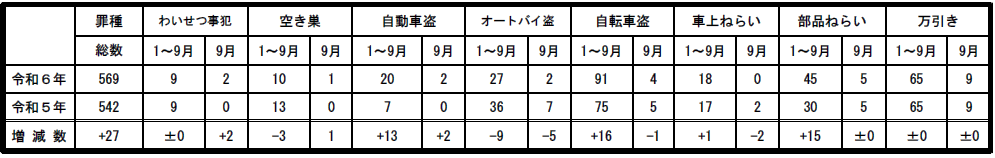 罪種 わいせつ事犯 空き巣 自動車盗 オートバイ盗 自転車盗 車上ねらい 部品ねらい 万引き
総数 1～9月 9月 1～9月 9月 1～9月 9月 1～9月 9月 1～9月 9月 1～9月 9月 1～9月 9月 1～9月 9月
令和６年 569 9 2 10 1 20 2 27 2 91 4 18 0 45 5 65 9
令和５年 542 9 0 13 0 7 0 36 7 75 5 17 2 30 5 65 9
増減数 +27 ±0 +2 -3 1 +13 +2 -9 -5 +16 -1 +1 -2 +15 ±0 ±0 ±0